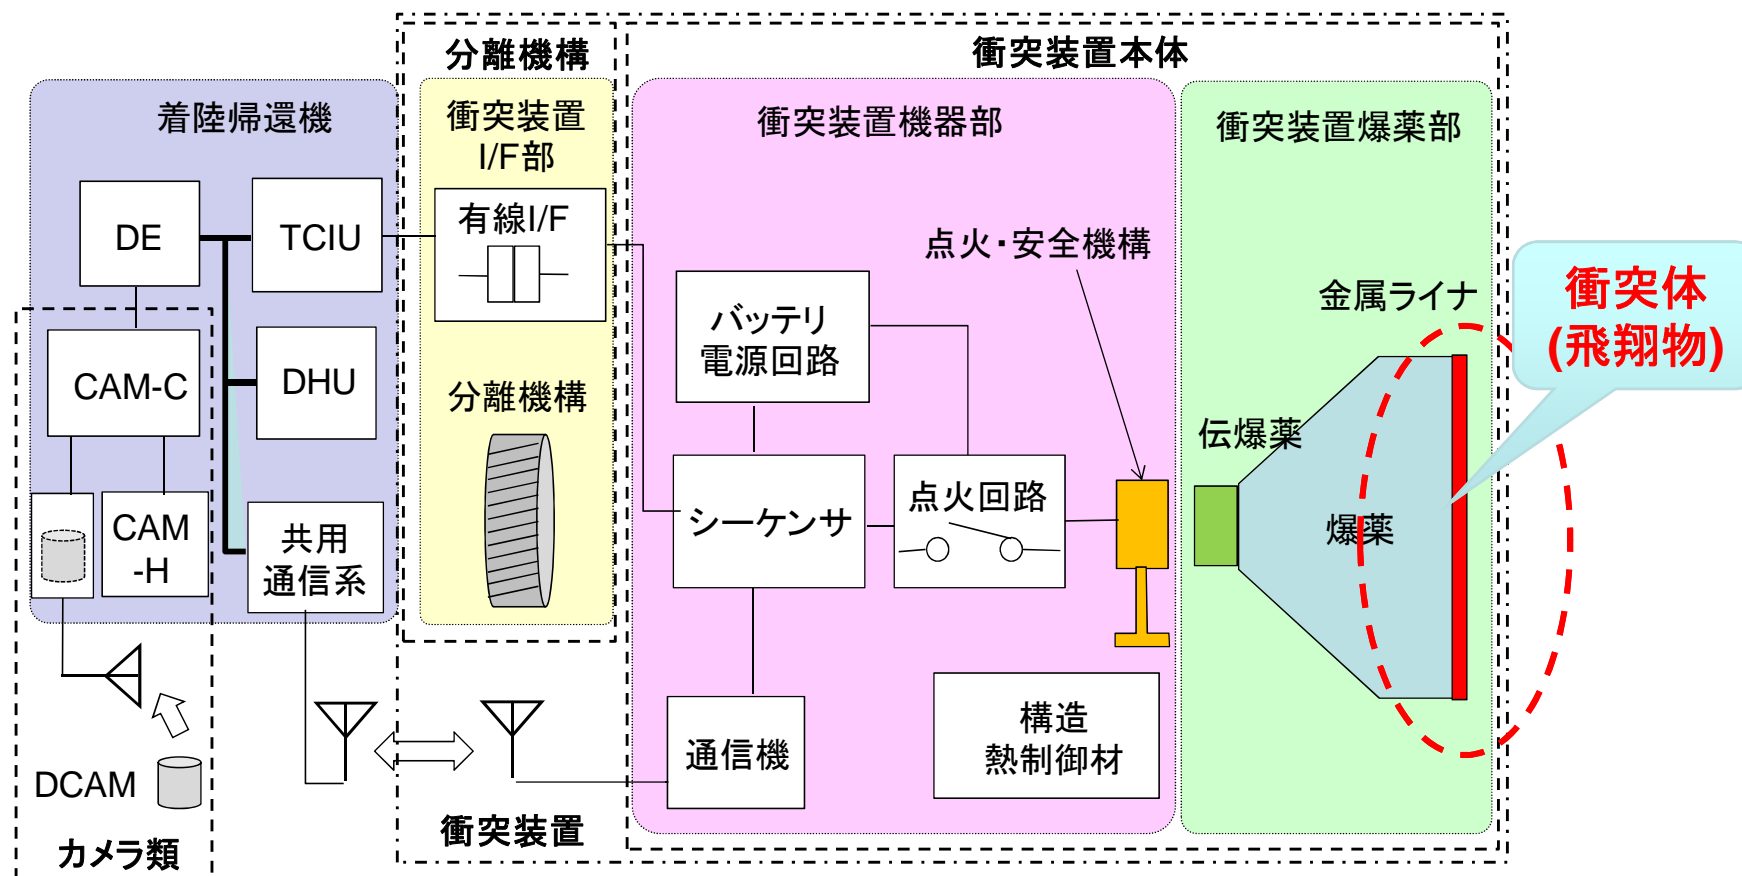 分離機構
衝突装置本体
着陸帰還機
衝突装置
I/F部
衝突装置機器部
衝突装置爆薬部
DE
TCIU
有線I/F
点火・安全機構
金属ライナ
衝突体
(飛翔物)
バッテリ
電源回路
CAM-C
DHU
分離機構
伝爆薬
シーケンサ
点火回路
爆薬
CAM
-H
共用
通信系
構造
熱制御材
通信機
DCAM
衝突装置
カメラ類